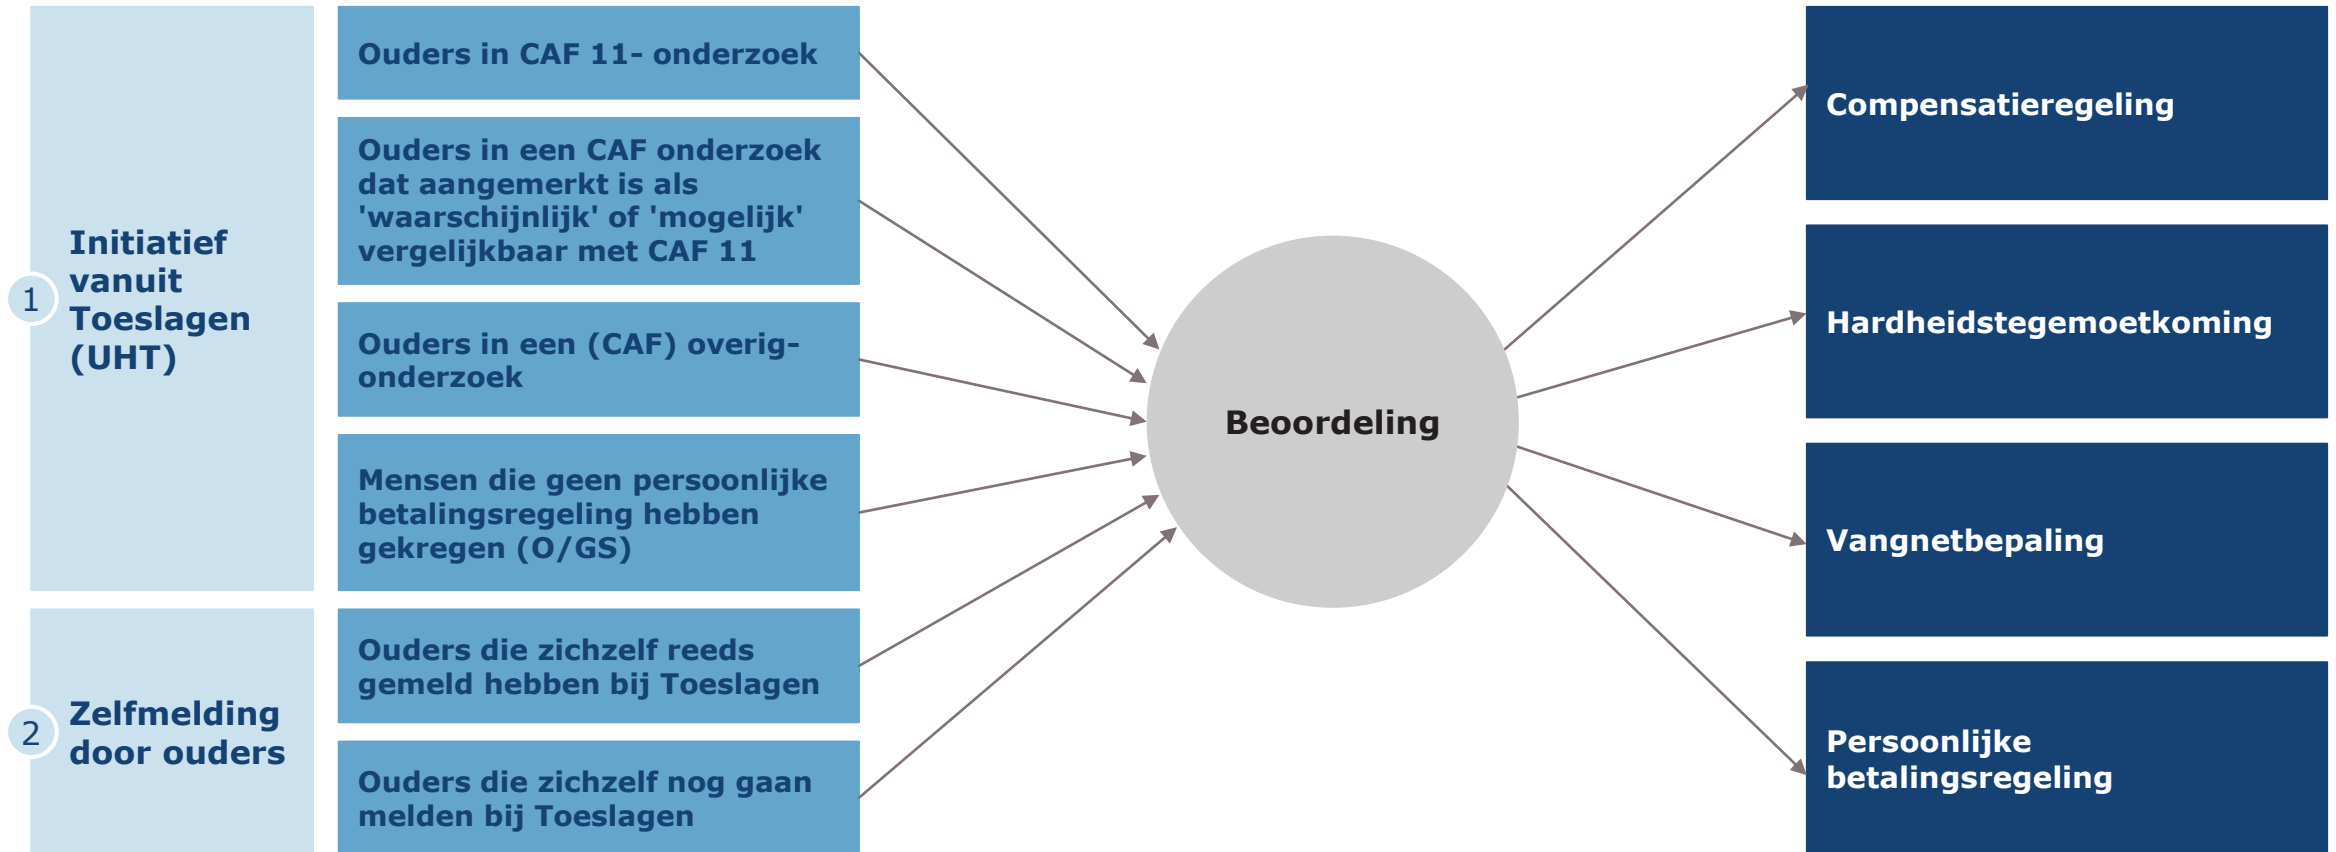 1
Initiatief
vanuit
Toeslagen
(UHT)
Ouders in CAF 11- onderzoek
Ouders in een CAF onderzoek
dat aangemerkt is als
'waarschijnlijk' of 'mogelijk'
vergelijkbaar met CAF 11
Ouders in een (CAF) overig-
onderzoek
Mensen die geen persoonlijke
betalingsregeling hebben
gekregen (O/GS)
2
Zelfmelding
door ouders
Ouders die zichzelf reeds
gemeld hebben bij Toeslagen
Ouders die zichzelf nog gaan
melden bij Toeslagen
Beoordeling
Compensatieregeling
Hardheidstegemoetkoming
Vangnetbepaling
Persoonlijke
betalingsregeling